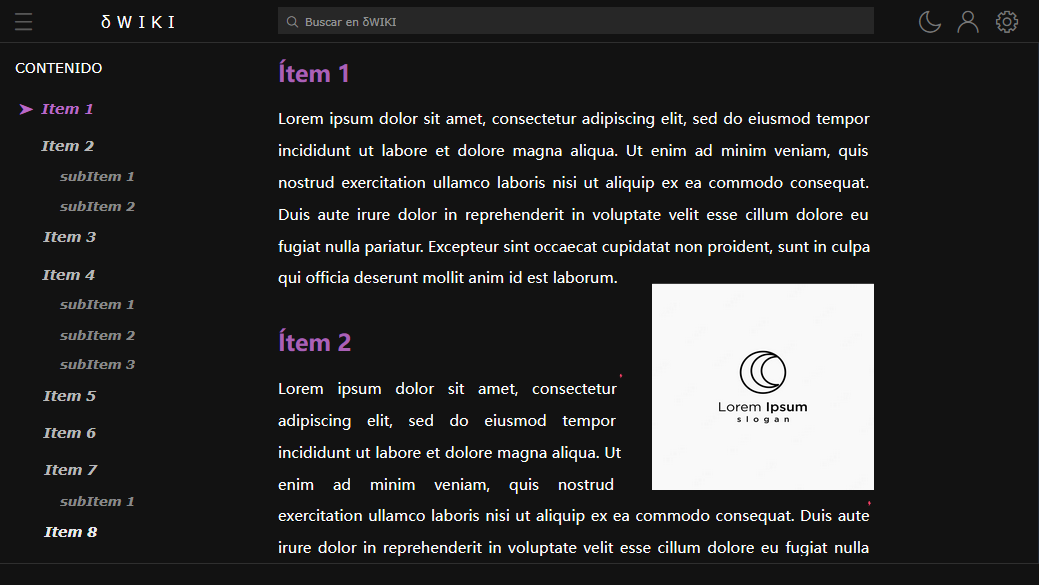 δWIKI
Buscar en δWIKI
CONTENIDO
Item 1
Item 2
subItem 1
subItem 2
Item 3
Item 4
subItem 1
subItem 2
subItem 3
Item 5
Item 6
Item 7
subItem 1
Item 8
Ítem 1
Lorem ipsum dolor sit amet, consectetur adipiscing elit, sed do eiusmod tempor
incididunt ut labore et dolore magna aliqua. Ut enim ad minim veniam, quis
nostrud exercitation ullamco laboris nisi ut aliquip ex ea commodo consequat.
Duis aute irure dolor in reprehenderit in voluptate velit esse cillum dolore eu
fugiat nulla pariatur. Excepteur sint occaecat cupidatat non proident, sunt in culpa
qui officia deserunt mollit anim id est laborum.
Ítem 2
Lorem ipsum dolor sit amet, consectetur
adipiscing elit, sed do eiusmod tempor
incididunt ut labore et dolore magna aliqua. Ut
enim ad minim veniam, quis nostrud
exercitation ullamco laboris nisi ut aliquip ex ea commodo consequat. Duis aute
irure dolor in reprehenderit in voluptate velit esse cillum dolore eu fugiat nulla
Lorem Ipsum
slogan